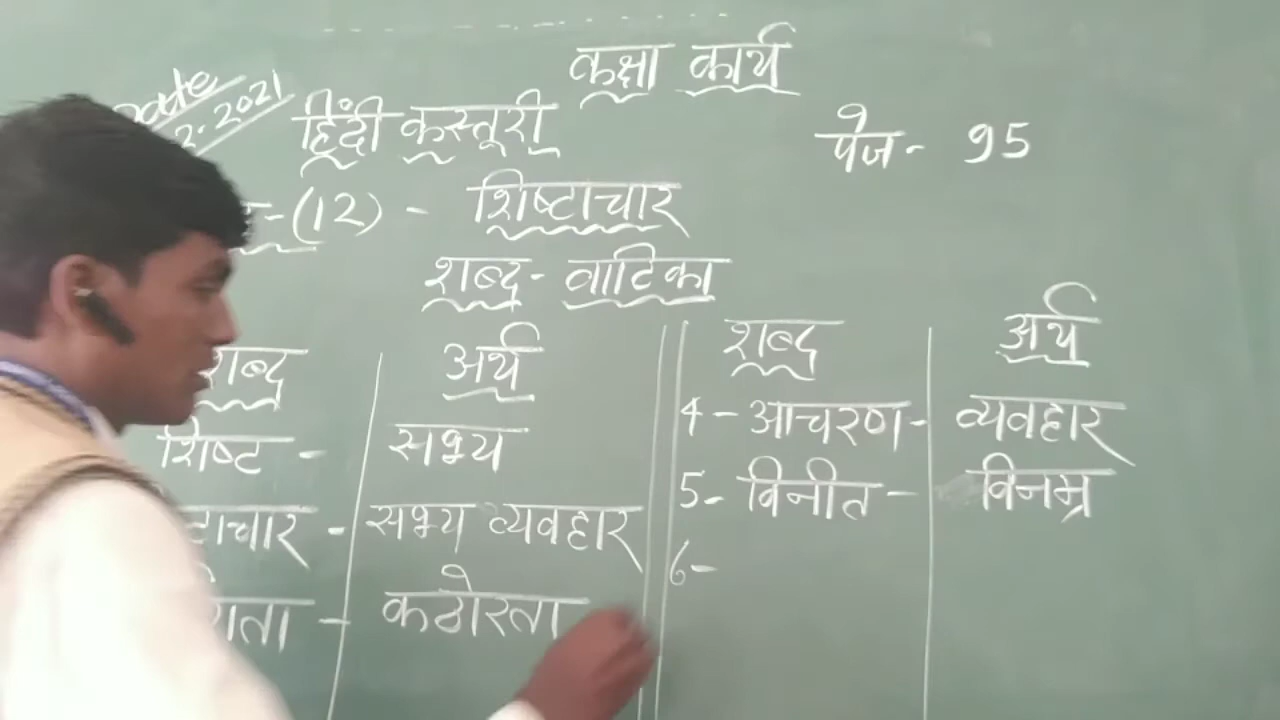 कक्षा कार्य
Date
2-2021
हिंदी कस्तूरी
पेज- 95
-(12) - शिष्टाचार
शब्द- वाटिका
शब्द अर्थ
शिष्ट - सभ्य
टाचार - सभ्य व्यवहार
ता - कठोरता
शब्द अर्थ
4- आचरण- व्यवहार
5- विनीत- विनम्र
6-